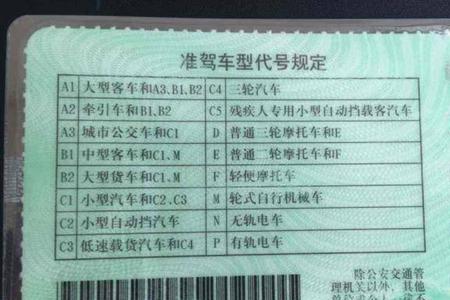 准驾车型代号规定
A1 大型客车和A3、B1、B2 C4 三轮汽车
A2 牵引车和B1、B2 C5 残疾人专用小型自动挡载客汽车
A3 城市公交车和C1 D 普通三轮摩托车和E
B1 中型客车和C1、M E 普通二轮摩托车和F
B2 大型货车和C1、M F 轻便摩托车
C1 小型汽车和C2、C3 M 轮式自行机械车
C2 小型自动挡汽车 N 无轨电车
C3 低速载货汽车和C4 P 有轨电车
除公安交通管
理机关以外，其他